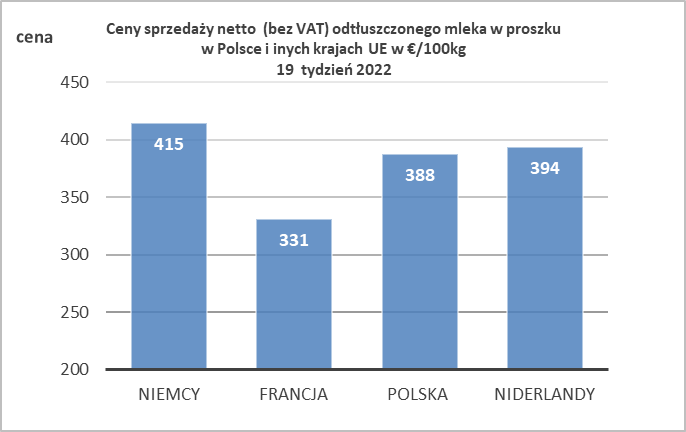 cena
Ceny sprzedaży netto (bez VAT) odtłuszczonego mleka w proszku
w Polsce i inych krajach UE w €/100kg
19 tydzień 2022
450
400
350
300
250
200
415
331
388
394
NIEMCY
FRANCJA
POLSKA
NIDERLANDY